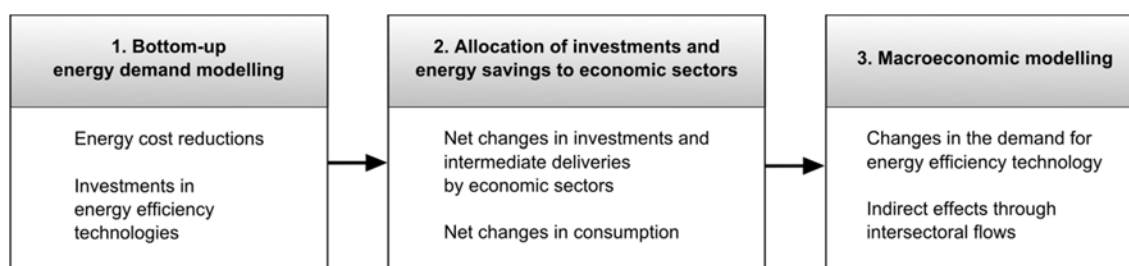 1. Bottom-up
energy demand modelling
Energy cost reductions
Investments in
energy efficiency
technologies
2. Allocation of investments and
energy savings to economic sectors
Net changes in investments and
intermediate deliveries
by economic sectors
Net changes in consumption
3. Macroeconomic modelling
Changes in the demand for
energy efficiency technology
Indirect effects through
intersectoral flows